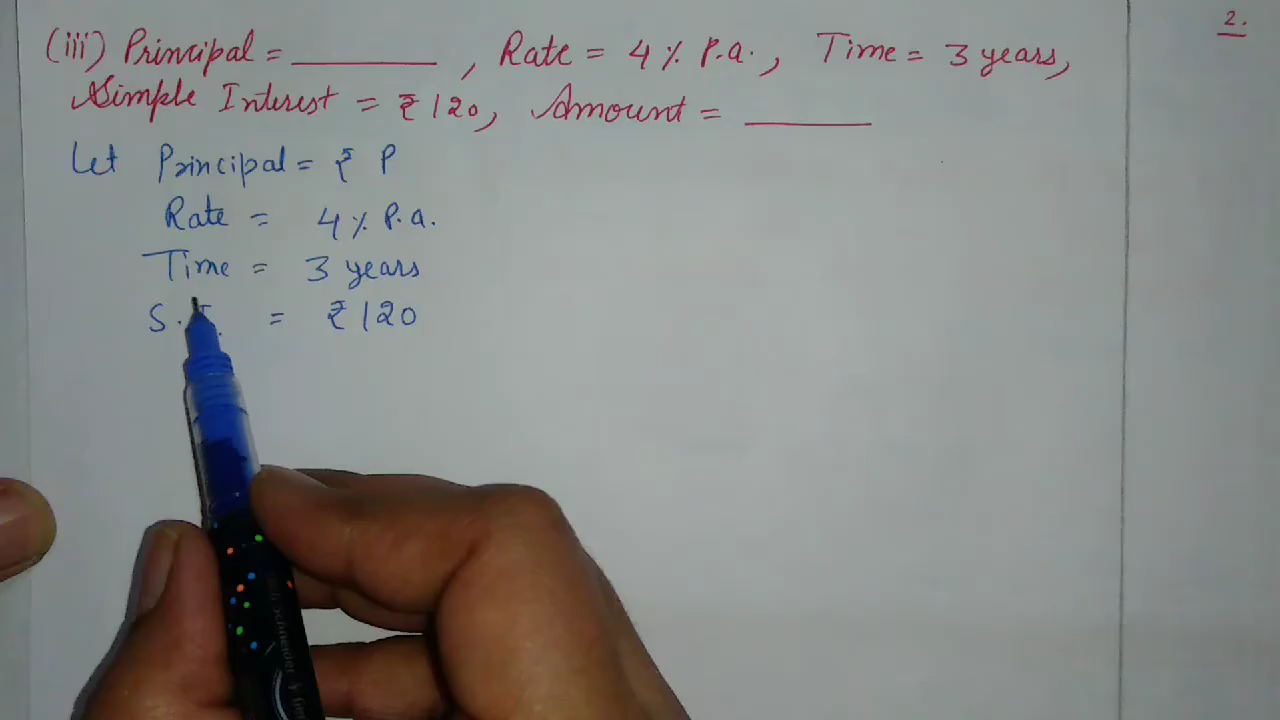 2.
(iii) Principal = ________, Rate = 4% P.a., Time = 3 years,
Simple Interest = ₹120, Amount = _______
Let Principal = ₹ P
Rate = 4% P.a.
Time = 3 years
S.I. = ₹120